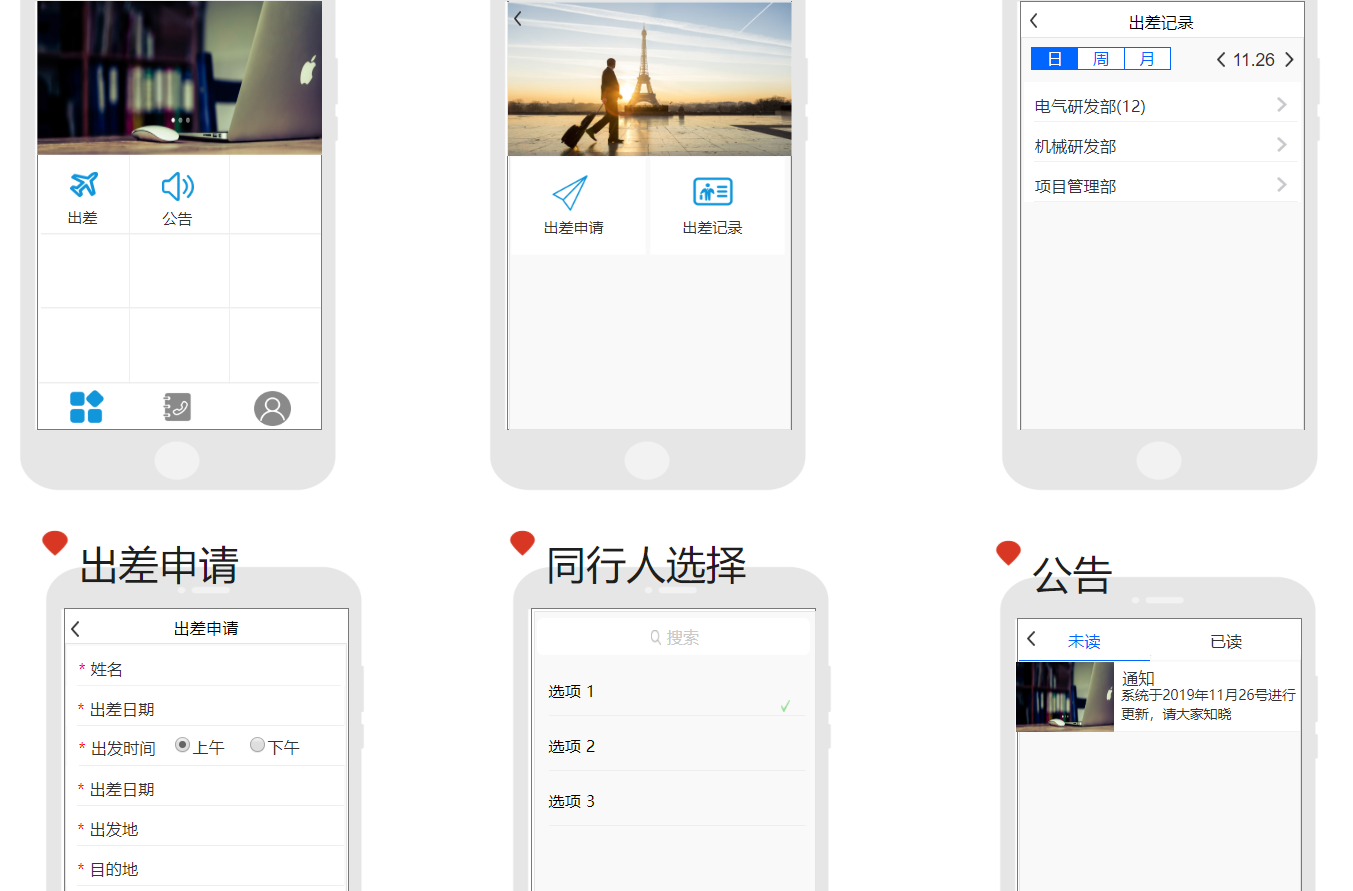 出差
公告
出差申请
出差记录
出差记录
日 周 月 11.26
电气研发部(12)
机械研发部
项目管理部
出差申请
出差申请
* 姓名
* 出差日期
* 出发时间 上午 下午
* 出差日期
* 出发地
* 目的地
同行人选择
搜索
选项 1
选项 2
选项 3
公告
未读 已读
通知
系统于2019年11月26号进行
更新，请大家知晓